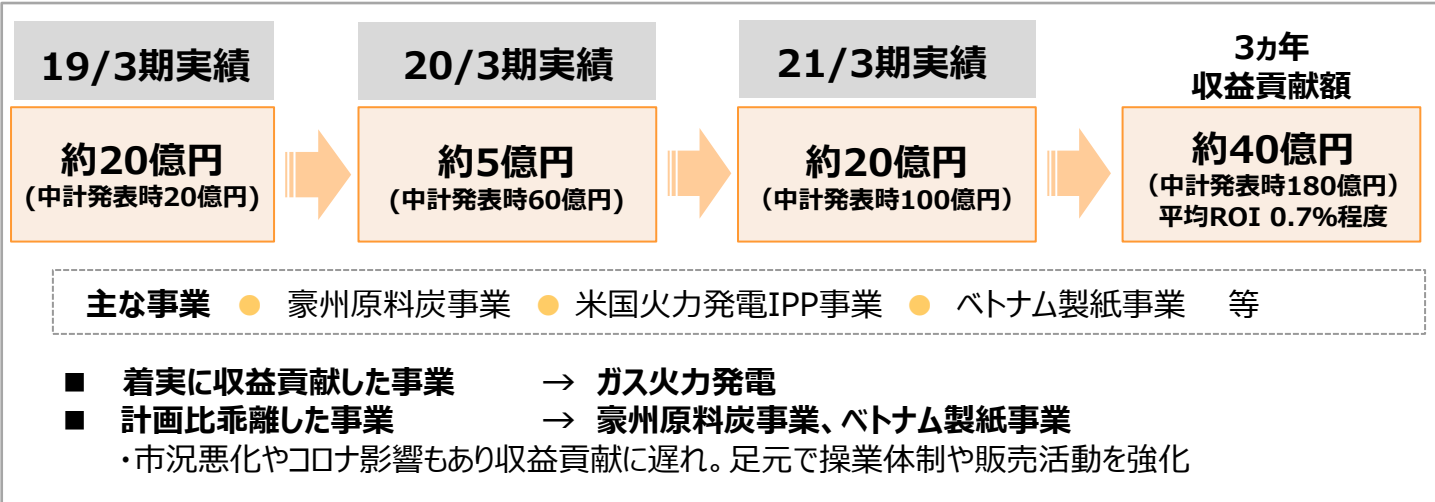 19/3期実績
約20億円
(中計発表時20億円)
20/3期実績
約5億円
(中計発表時60億円)
21/3期実績
約20億円
（中計発表時100億円）
3ヵ年
収益貢献額
約40億円
（中計発表時180億円）
平均ROI 0.7%程度
主な事業 ● 豪州原料炭事業 ● 米国火力発電IPP事業 ● ベトナム製紙事業 等
■ 着実に収益貢献した事業 → ガス火力発電
■ 計画比乖離した事業 → 豪州原料炭事業、ベトナム製紙事業
・市況悪化やコロナ影響もあり収益貢献に遅れ。足元で操業体制や販売活動を強化